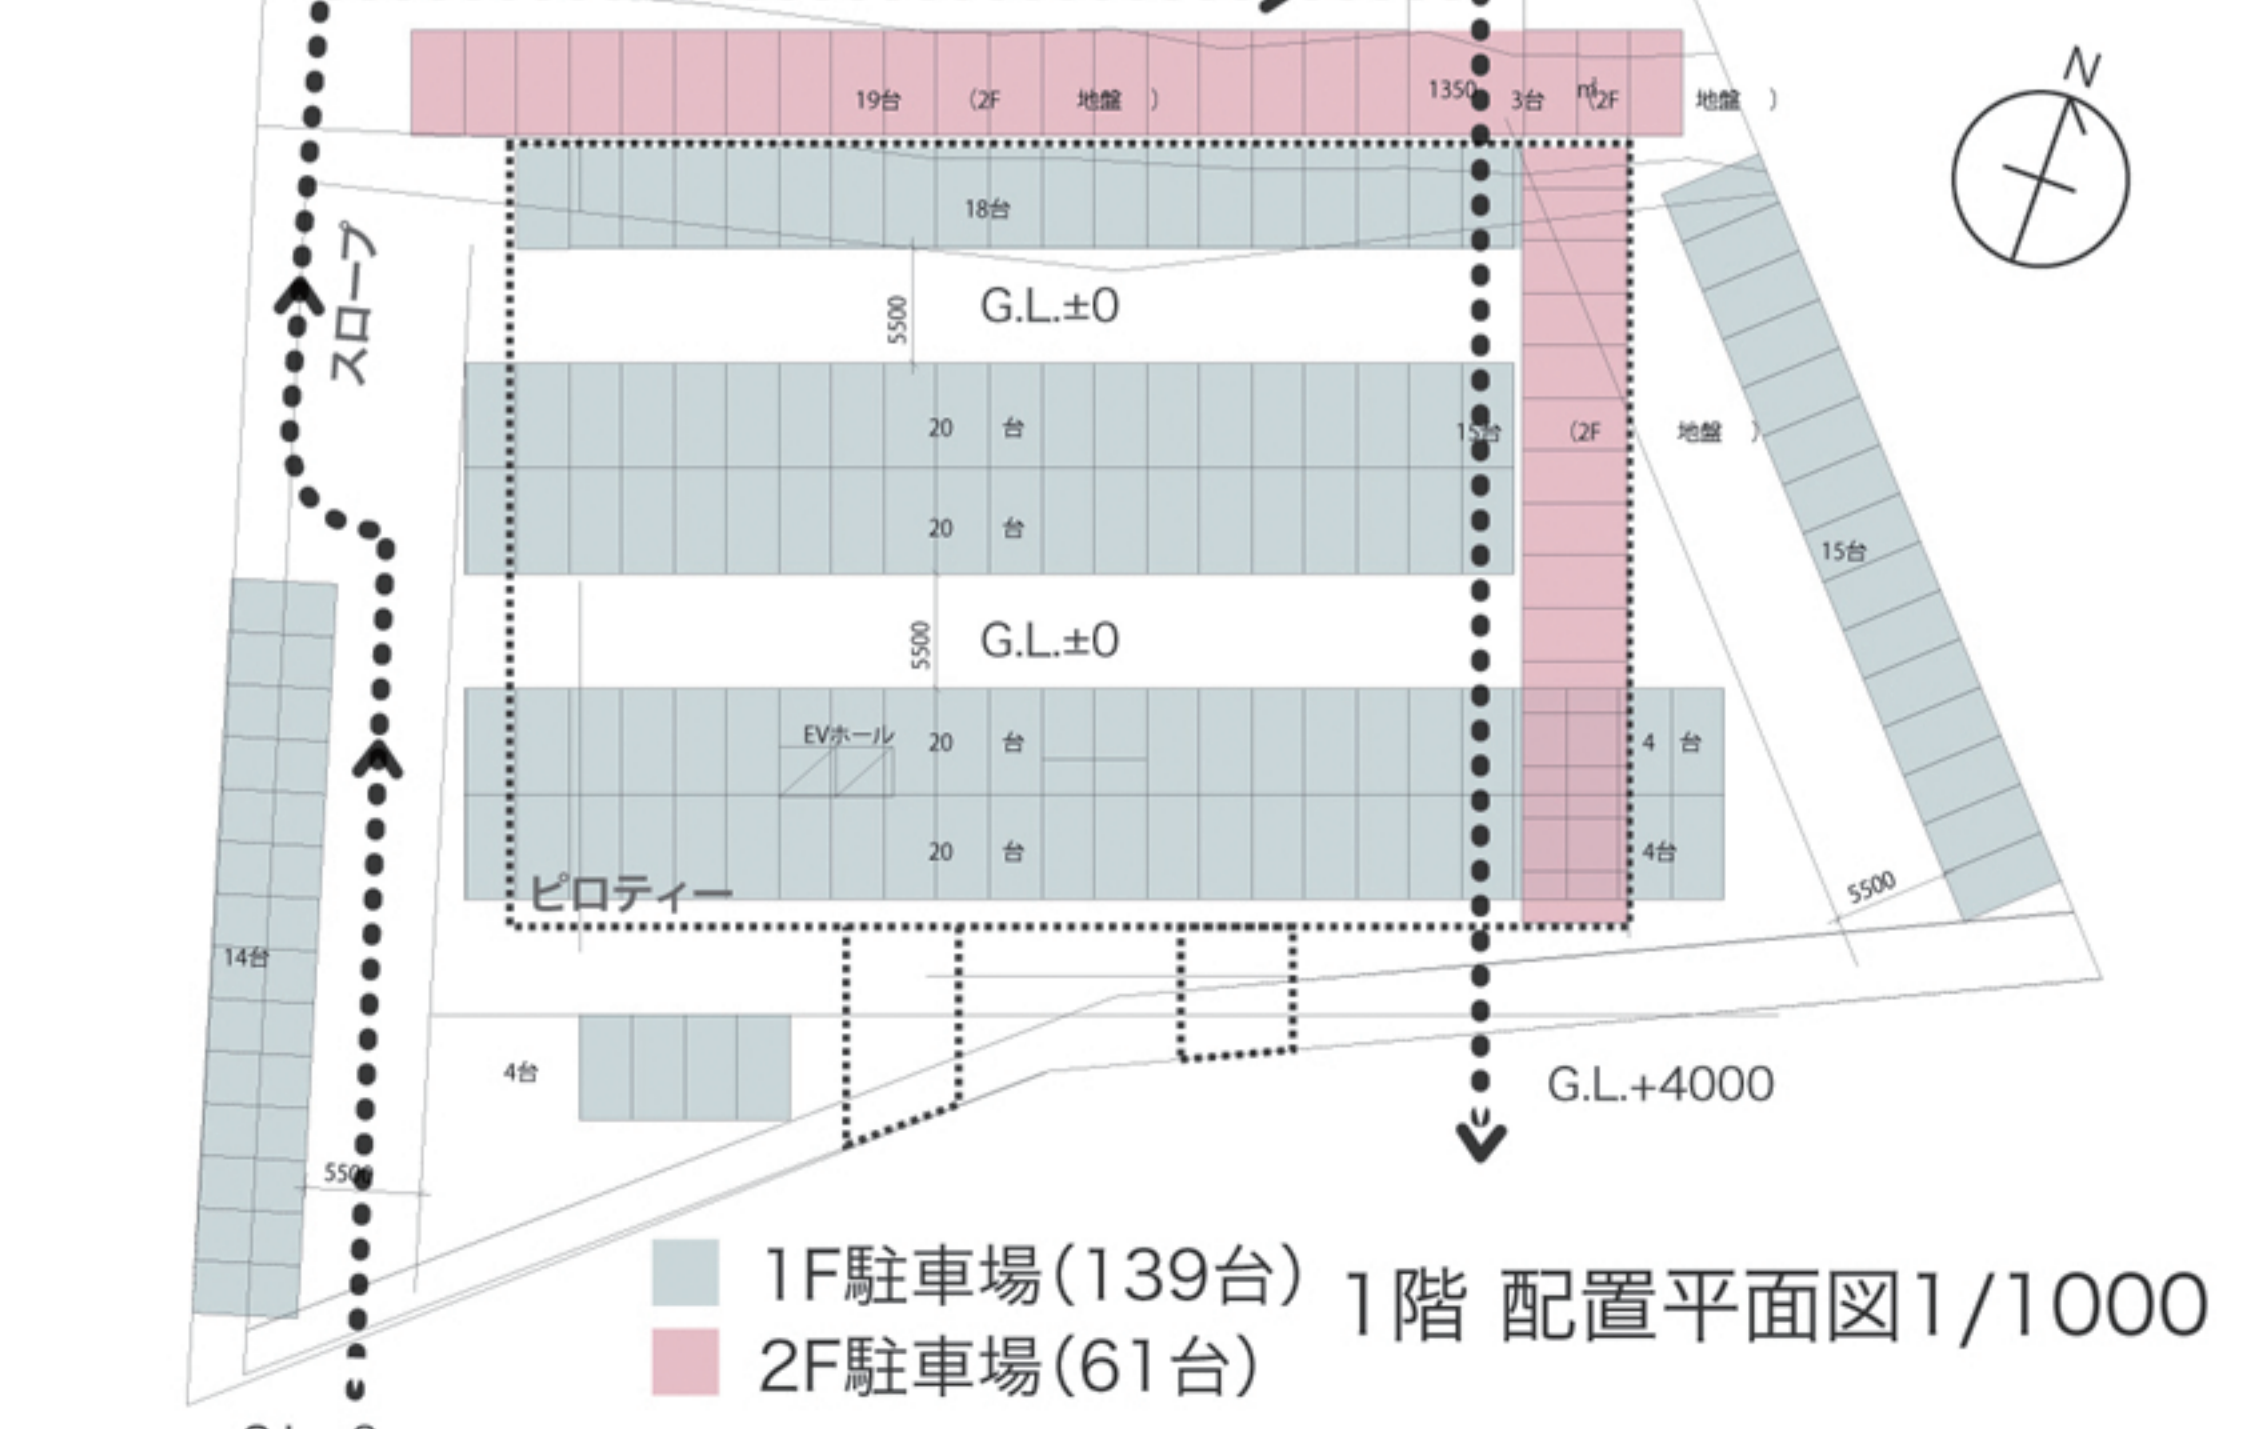 N
19台 （2F 地盤 ）
1350 ㎡
3台 （2F 地盤 ）
18台
スロープ
5500
G.L.±0
20 台
15台 （2F 地盤 ）
20 台
15台
5500
G.L.±0
EVホール
20 台
4 台
20 台
4台
ピロティー
5500
14台
4台
G.L.+4000
5500
1F駐車場（139台）
2F駐車場（61台）
1階 配置平面図1/1000